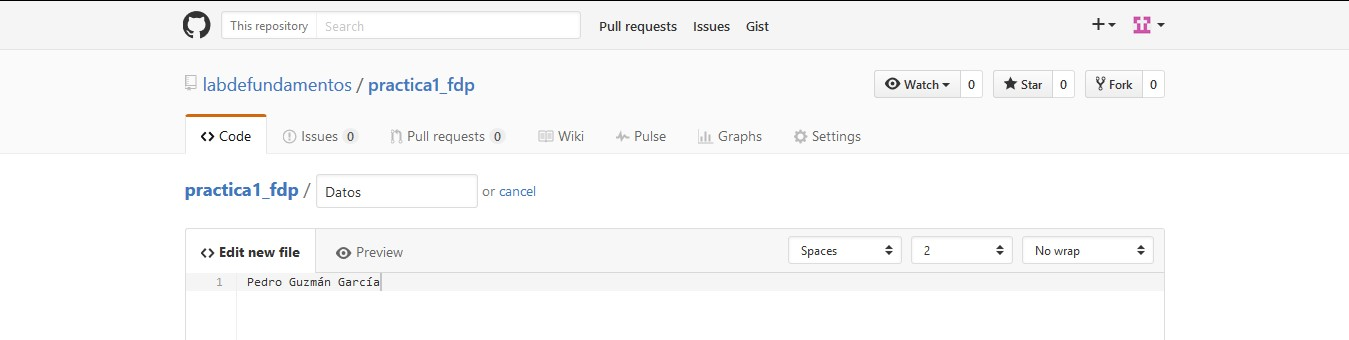 This repository Search Pull requests Issues Gist
labdefundamentos / practica1_fdp Watch 0 Star 0 Fork 0
Code Issues 0 Pull requests 0 Wiki Pulse Graphs Settings
practica1_fdp / Datos or cancel
Edit new file Preview Spaces 2 No wrap
1 Pedro Guzmán García